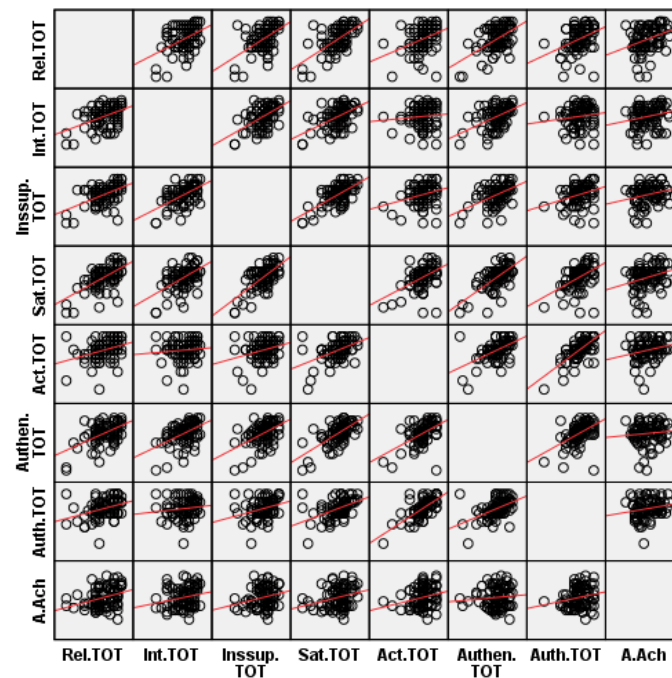 Rel.TOT
Int.TOT
Inssup.
TOT
Sat.TOT
Act.TOT
Authen.
TOT
Auth.TOT
A.Ach
Rel.TOT Int.TOT Inssup. Sat.TOT Act.TOT Authen. Auth.TOT A.Ach
TOT TOT